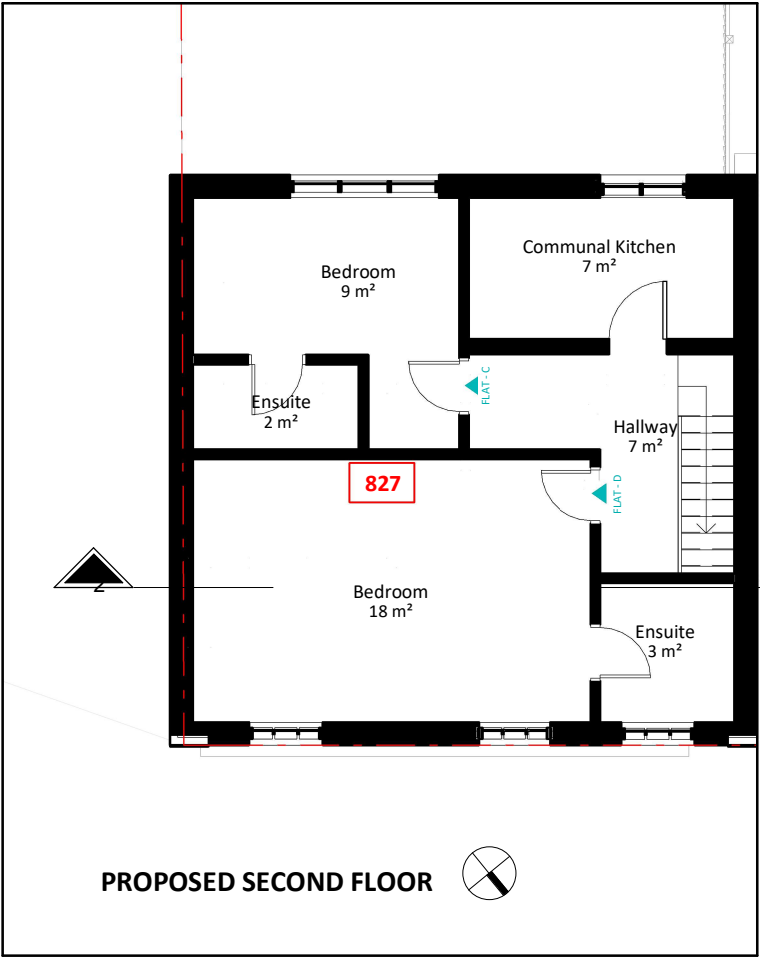 Bedroom
9 m²
Communal Kitchen
7 m²
FLAT - C
Ensuite
2 m²
Hallway
7 m²
827
FLAT - D
2
Bedroom
18 m²
Ensuite
3 m²
PROPOSED SECOND FLOOR